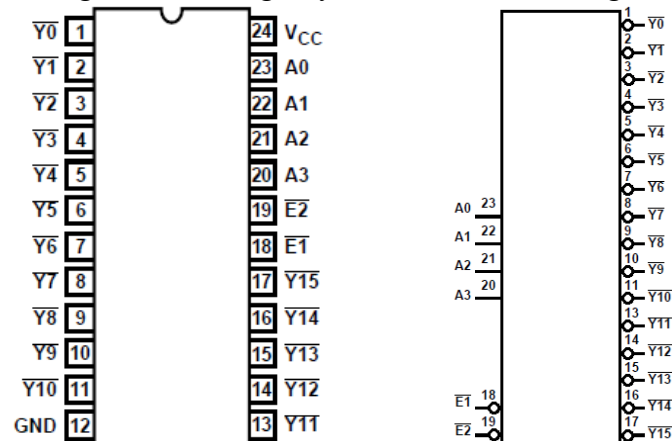 Y0 1 24 VCC
Y1 2 23 A0
Y2 3 22 A1
Y3 4 21 A2
Y4 5 20 A3
Y5 6 19 E2
Y6 7 18 E1
Y7 8 17 Y15
Y8 9 16 Y14
Y9 10 15 Y13
Y10 11 14 Y12
GND 12 13 Y11
1 Y0
2 Y1
3 Y2
4 Y3
5 Y4
6 Y5
7 Y6
A0 23 8 Y7
A1 22 9 Y8
A2 21 10 Y9
A3 20 11 Y10
13 Y11
14 Y12
15 Y13
E1 18 16 Y14
E2 19 17 Y15